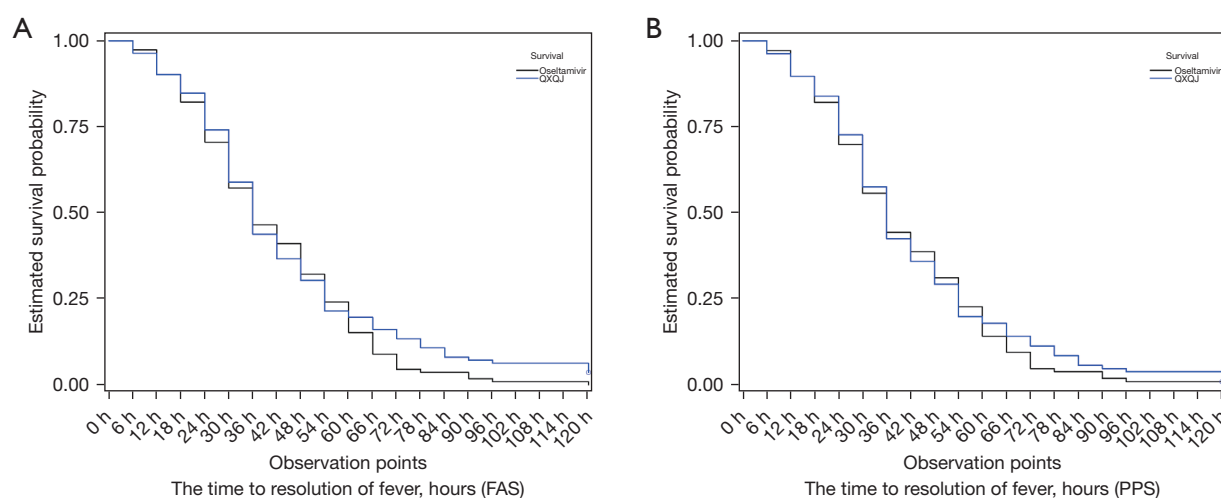 A
Estimated survival probability
1.00
0.75
0.50
0.25
0.00
Survival
Oseltamivir
QXQJ
0 h
6 h
12 h
18 h
24 h
30 h
36 h
42 h
48 h
54 h
60 h
66 h
72 h
78 h
84 h
90 h
96 h
102 h
108 h
114 h
120 h
Observation points
The time to resolution of fever, hours (FAS)
B
Estimated survival probability
1.00
0.75
0.50
0.25
0.00
Survival
Oseltamivir
QXQJ
0 h
6 h
12 h
18 h
24 h
30 h
36 h
42 h
48 h
54 h
60 h
66 h
72 h
78 h
84 h
90 h
96 h
102 h
108 h
114 h
120 h
Observation points
The time to resolution of fever, hours (PPS)